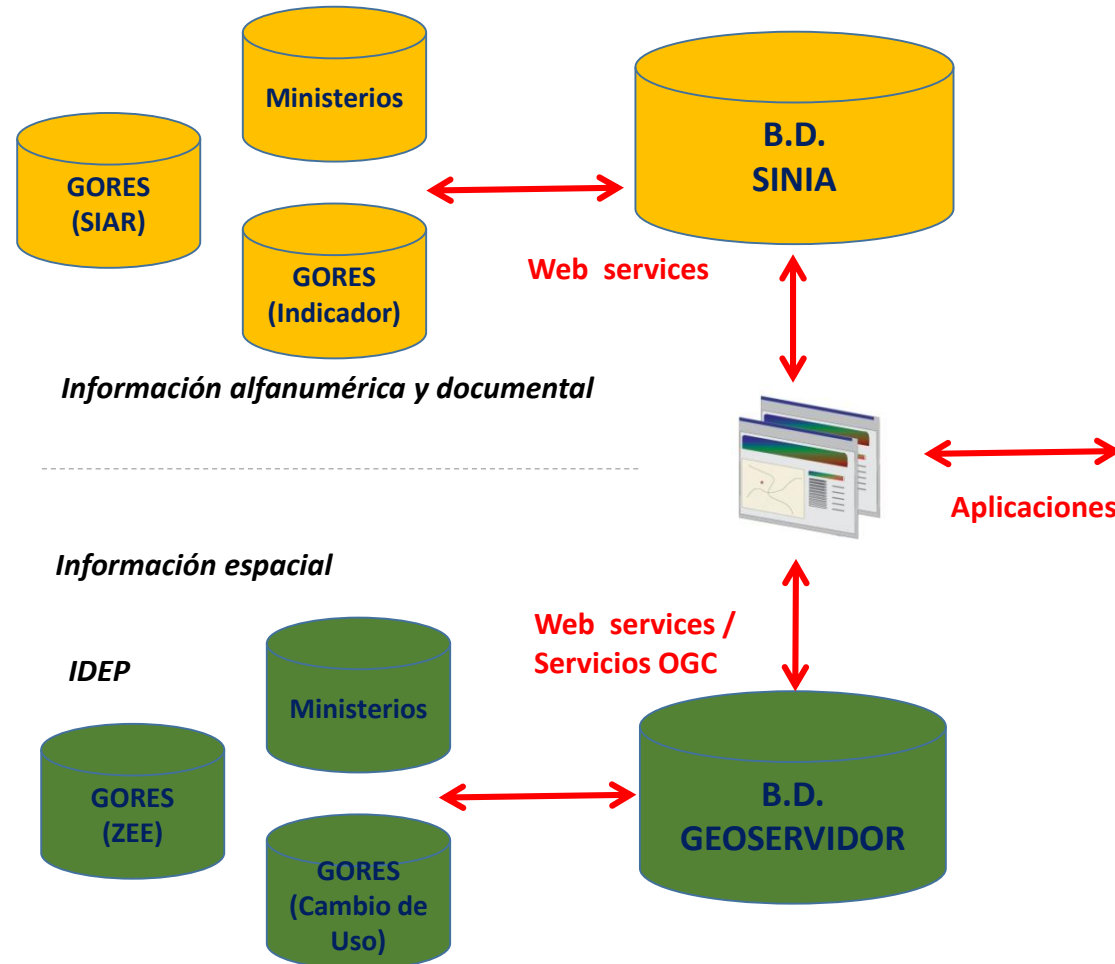 Ministerios
GORES
(SIAR)
GORES
(Indicador)
B.D.
SINIA
Web services
Información alfanumérica y documental
Aplicaciones
Información espacial
IDEP
Web services /
Servicios OGC
Ministerios
GORES
(ZEE)
GORES
(Cambio de
Uso)
B.D.
GEOSERVIDOR